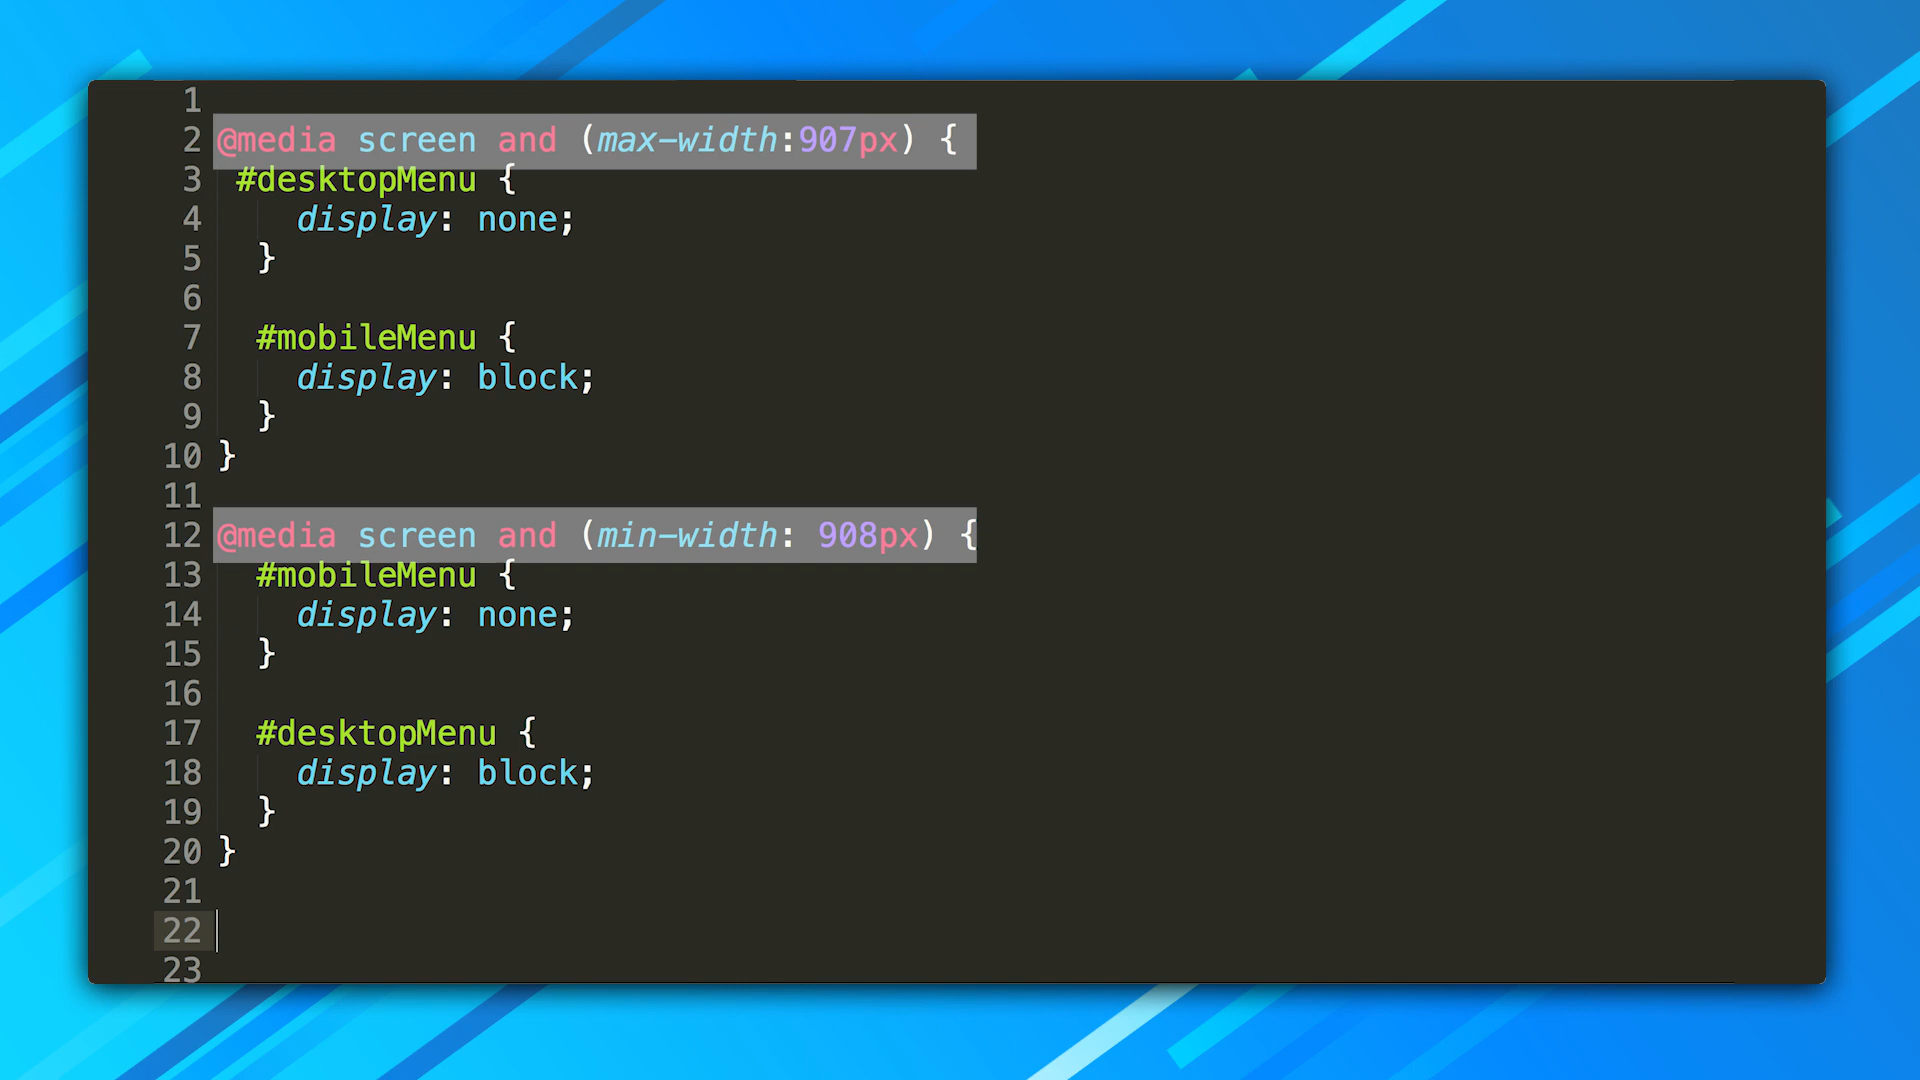 1
2 @media screen and (max-width:907px) {
3 #desktopMenu {
4 display: none;
5 }
6
7 #mobileMenu {
8 display: block;
9 }
10 }
11
12 @media screen and (min-width: 908px) {
13 #mobileMenu {
14 display: none;
15 }
16
17 #desktopMenu {
18 display: block;
19 }
20 }
21
22
23